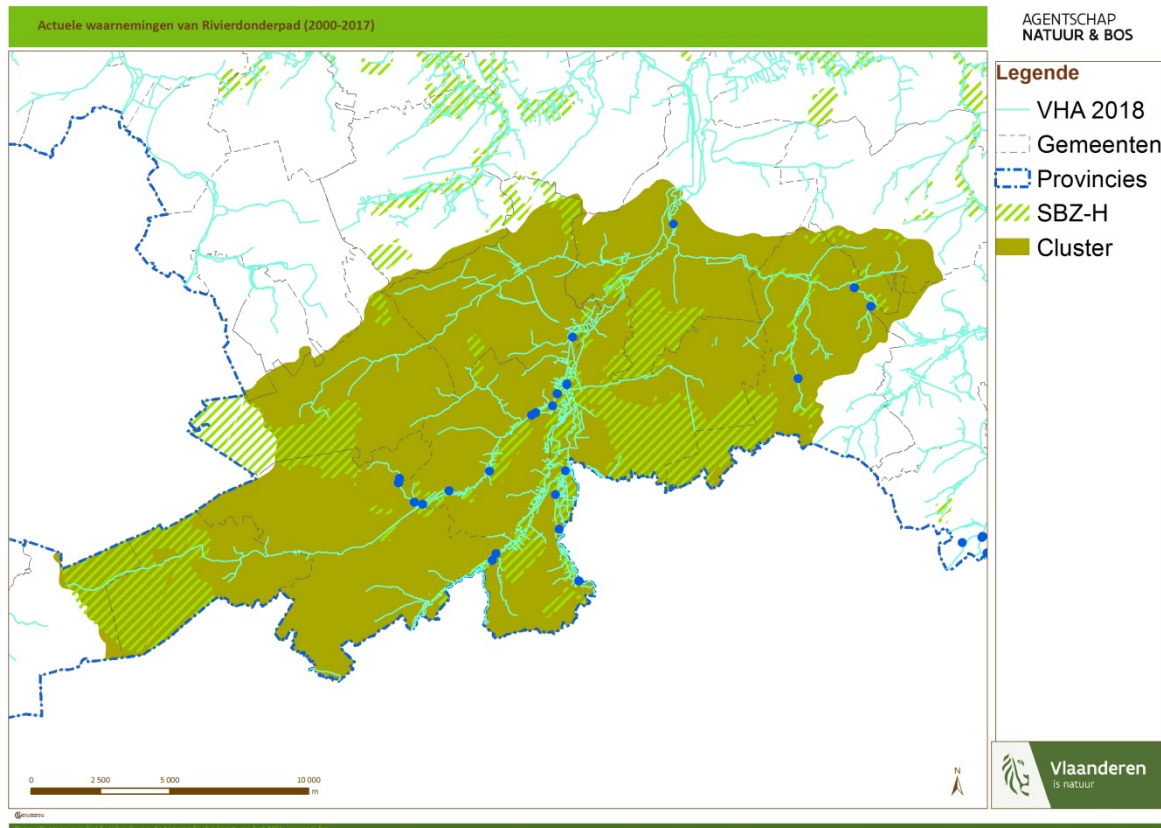 Actuele waarnemingen van Rivierdonderpad (2000-2017)
AGENTSCHAP
NATUUR & BOS
Legende
VHA 2018
Gemeenten
Provincies
SBZ-H
Cluster
N
0 2 500 5 000 10 000
m
Vlaanderen
is natuur